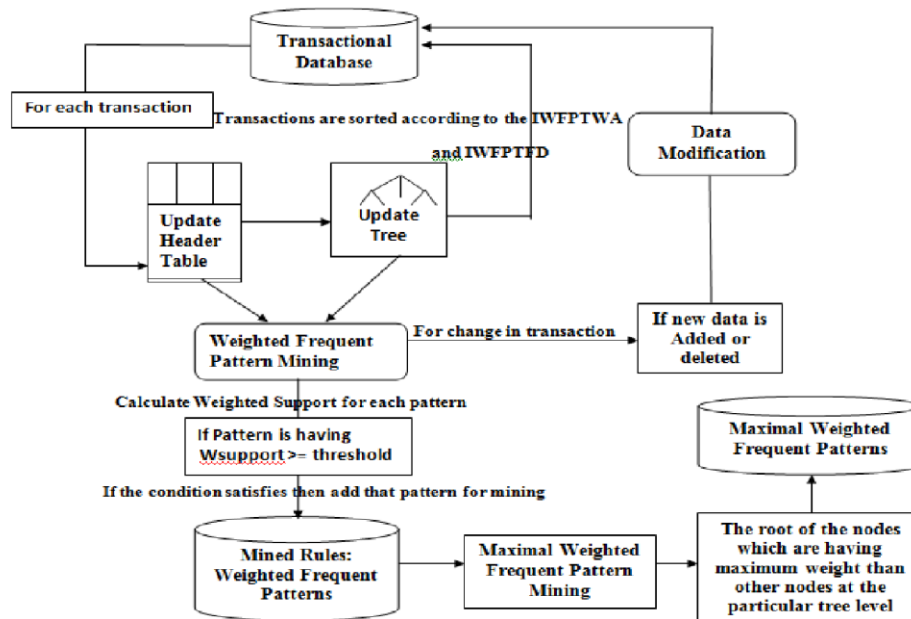 Transactional
Database
For each transaction
Transactions are sorted according to the IWFPTWA
and IWFPTFD
Data
Modification
Update
Header
Table
Update
Tree
Weighted Frequent
Pattern Mining
For change in transaction
If new data is
Added or
deleted
Calculate Weighted Support for each pattern
If Pattern is having
Wsupport >= threshold
If the condition satisfies then add that pattern for mining
Maximal Weighted
Frequent Patterns
Mined Rules:
Weighted Frequent
Patterns
Maximal Weighted
Frequent Pattern
Mining
The root of the nodes
which are having
maximum weight than
other nodes at the
particular tree level